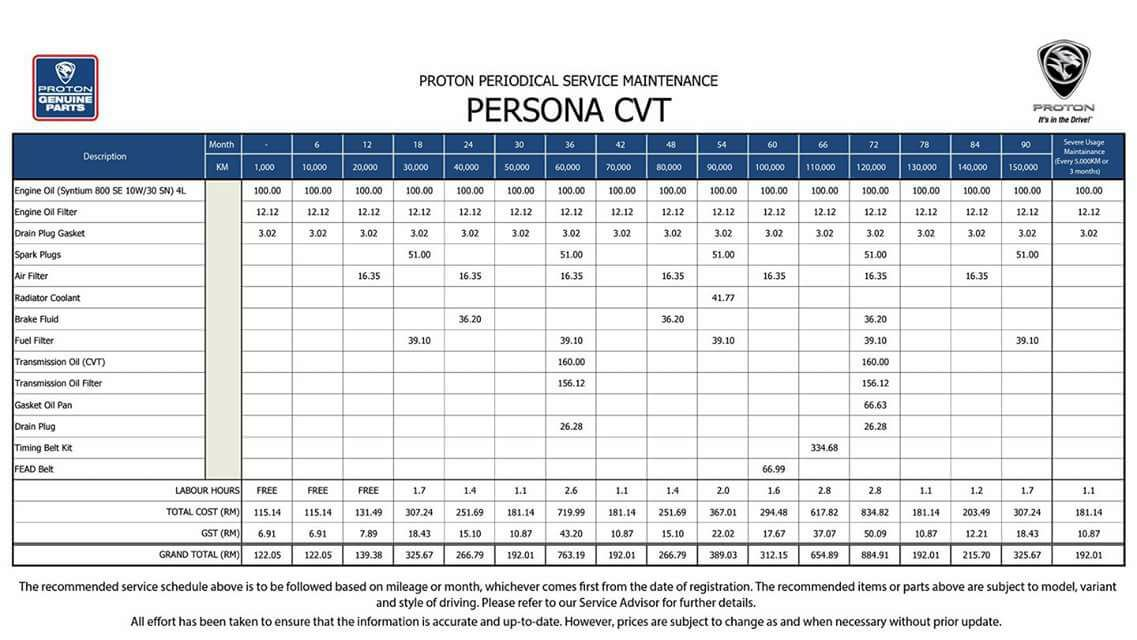 PROTON
GENUINE
PARTS
PROTON PERIODICAL SERVICE MAINTENANCE
PERSONA CVT
PROTON
It's in the Drive!
Description Month - 6 12 18 24 30 36 42 48 54 60 66 72 78 84 90 Severe Usage
Maintainance
(Every 5,000KM or
3 months)
KM 1,000 10,000 20,000 30,000 40,000 50,000 60,000 70,000 80,000 90,000 100,000 110,000 120,000 130,000 140,000 150,000
Engine Oil (Syntium 800 SE 10W/30 SN) 4L 100.00 100.00 100.00 100.00 100.00 100.00 100.00 100.00 100.00 100.00 100.00 100.00 100.00 100.00 100.00 100.00 100.00
Engine Oil Filter 12.12 12.12 12.12 12.12 12.12 12.12 12.12 12.12 12.12 12.12 12.12 12.12 12.12 12.12 12.12 12.12 12.12
Drain Plug Gasket 3.02 3.02 3.02 3.02 3.02 3.02 3.02 3.02 3.02 3.02 3.02 3.02 3.02 3.02 3.02 3.02 3.02
Spark Plugs 51.00 51.00 51.00 51.00 51.00
Air Filter 16.35 16.35 16.35 16.35 16.35 16.35 16.35
Radiator Coolant 41.77
Brake Fluid 36.20 36.20 36.20
Fuel Filter 39.10 39.10 39.10 39.10 39.10
Transmission Oil (CVT) 160.00 160.00
Transmission Oil Filter 156.12 156.12
Gasket Oil Pan 66.63
Drain Plug 26.28 26.28
Timing Belt Kit 334.68
FEAD Belt 66.99
LABOUR HOURS FREE FREE FREE 1.7 1.4 1.1 2.6 1.1 1.4 2.0 1.6 2.8 2.8 1.1 1.2 1.7 1.1
TOTAL COST (RM) 115.14 115.14 131.49 307.24 251.69 181.14 719.99 181.14 251.69 367.01 294.48 617.82 834.82 181.14 203.49 307.24 181.14
GST (RM) 6.91 6.91 7.89 18.43 15.10 10.87 43.20 10.87 15.10 22.02 17.67 37.07 50.09 10.87 12.21 18.43 10.87
GRAND TOTAL (RM) 122.05 122.05 139.38 325.67 266.79 192.01 763.19 192.01 266.79 389.03 312.15 654.89 884.91 192.01 215.70 325.67 192.01
The recommended service schedule above is to be followed based on mileage or month, whichever comes first from the date of registration. The recommended items or parts above are subject to model, variant
and style of driving. Please refer to our Service Advisor for further details.
All effort has been taken to ensure that the information is accurate and up-to-date. However, prices are subject to change as and when necessary without prior update.